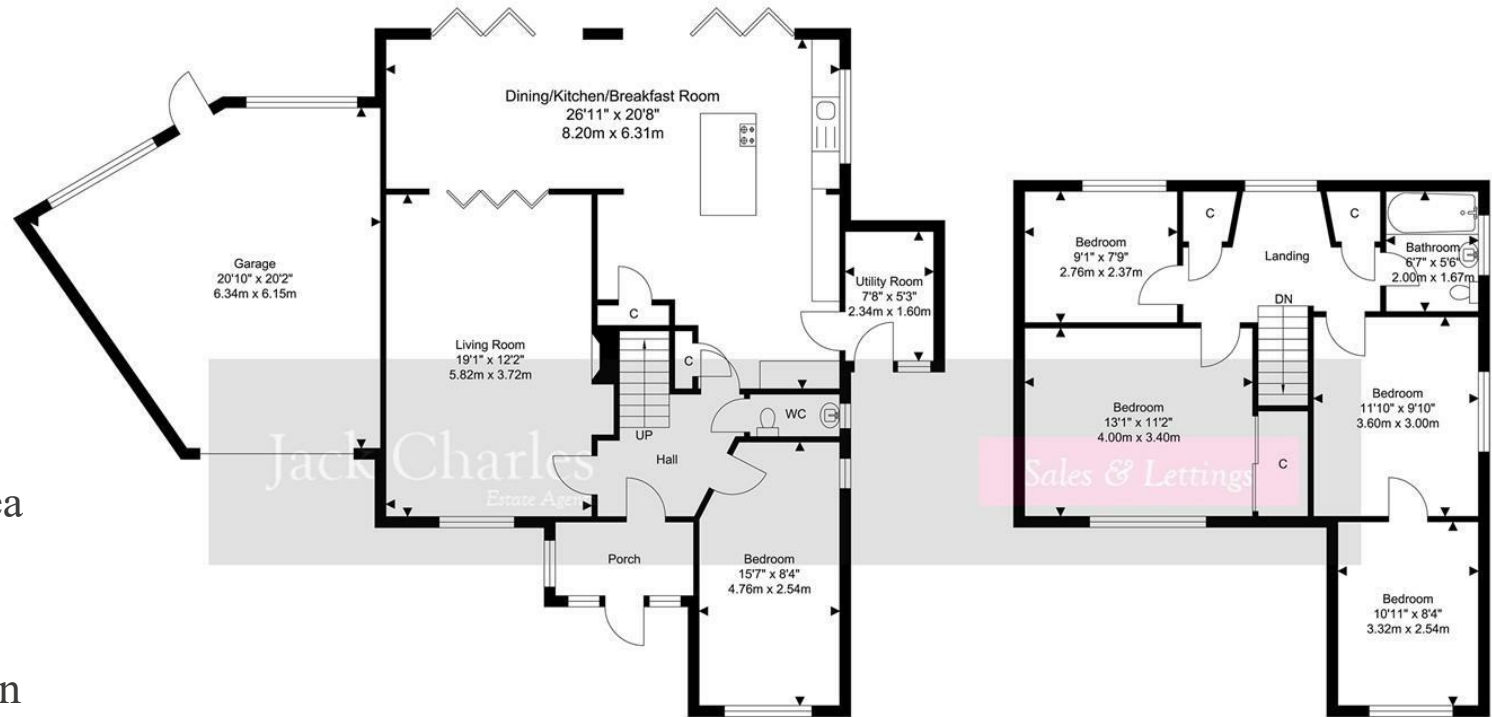 Dining/Kitchen/Breakfast Room
26'11" x 20'8"
8.20m x 6.31m
Garage
20'10" x 20'2"
6.34m x 6.15m
Utility Room
7'8" x 5'3"
2.34m x 1.60m
C
Living Room
19'1" x 12'2"
5.82m x 3.72m
C
UP
WC
Hall
Porch
Bedroom
15'7" x 8'4"
4.76m x 2.54m
Bedroom
9'1" x 7'9"
2.76m x 2.37m
C
Landing
DN
C
Bathroom
6'7" x 5'6"
2.00m x 1.67m
Bedroom
13'1" x 11'2"
4.00m x 3.40m
C
Bedroom
11'10" x 9'10"
3.60m x 3.00m
Bedroom
10'11" x 8'4"
3.32m x 2.54m
Jack Charles
Estate Agent
Sales & Lettings